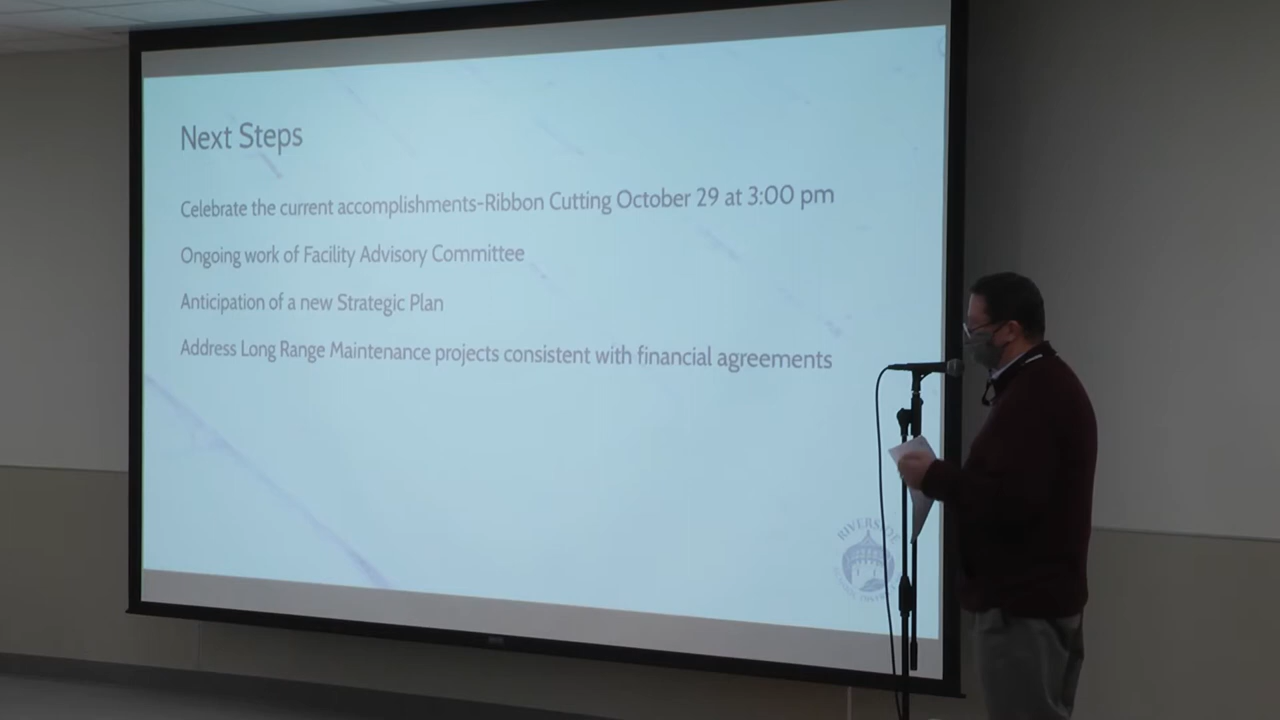 Next Steps
Celebrate the current accomplishments-Ribbon Cutting October 29 at 3:00 pm
Ongoing work of Facility Advisory Committee
Anticipation of a new Strategic Plan
Address Long Range Maintenance projects consistent with financial agreements
RIVERSIDE